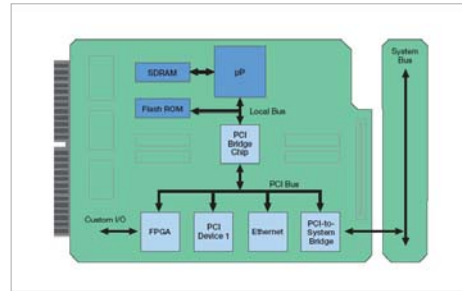 System
Bus
SDRAM
µP
Flash ROM
Local Bus
PCI
Bridge
Chip
PCI Bus
Custom I/O
FPGA
PCI
Device 1
Ethernet
PCI-to-
System
Bridge